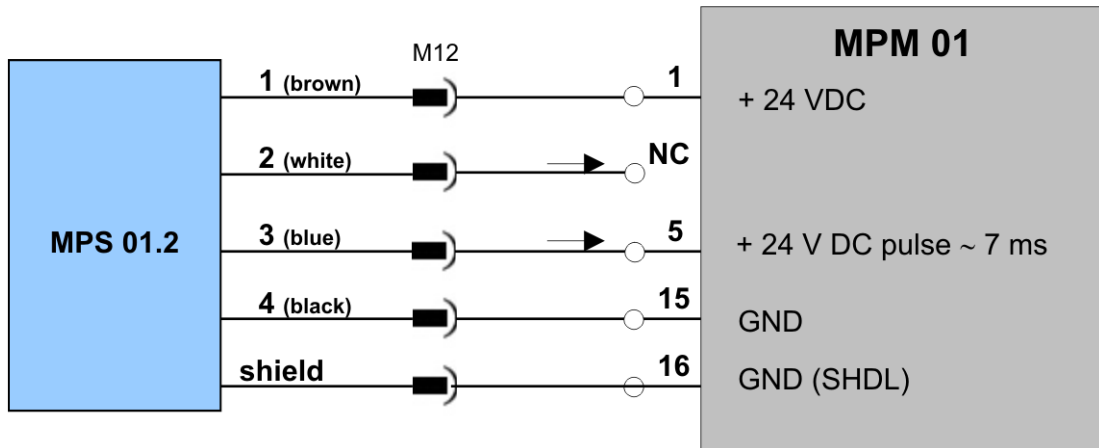 M12
MPM 01
1 (brown)
1
+ 24 VDC
2 (white)
NC
MPS 01.2
3 (blue)
5
+ 24 V DC pulse ~ 7 ms
4 (black)
15
GND
shield
16
GND (SHDL)